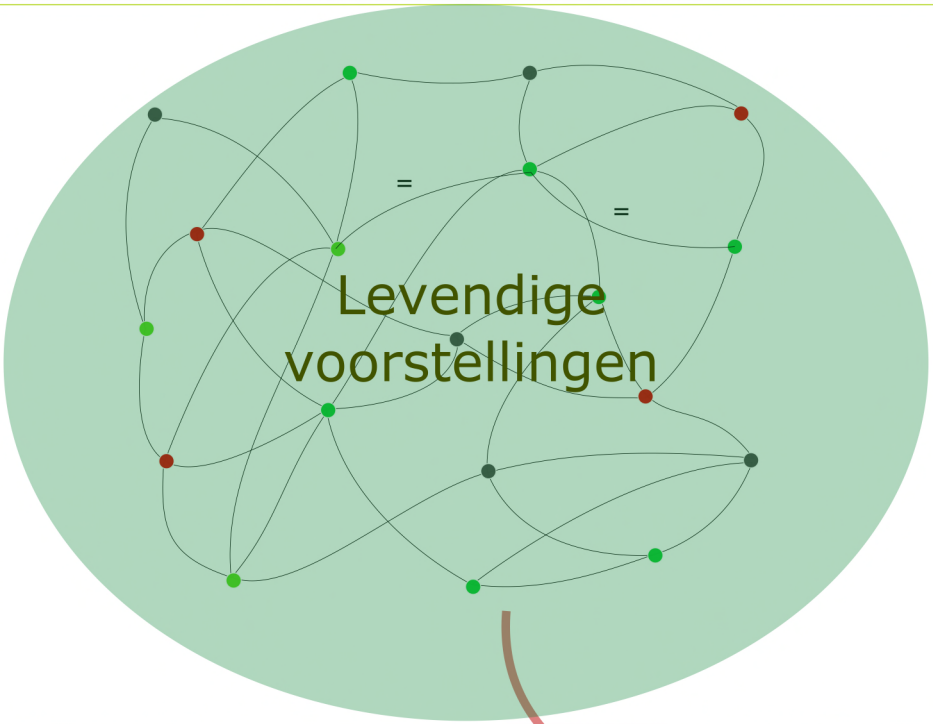 =
=
Levendige
voorstellingen